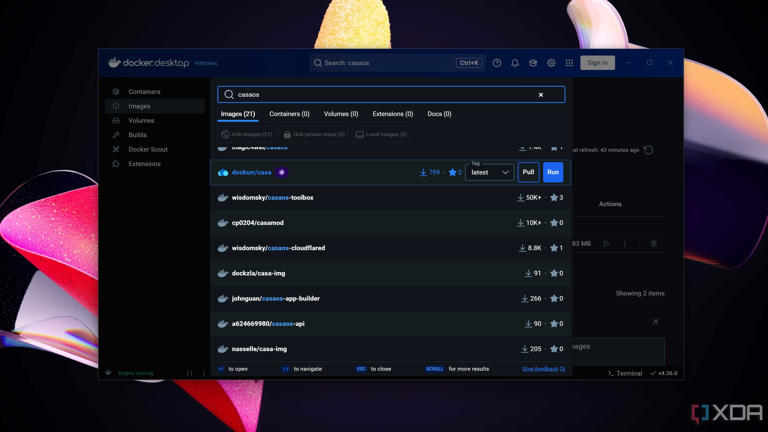 docker.desktop PERSONAL
Search: casaos Ctrl+K
Sign in
Containers
Images
Volumes
Builds
Docker Scout
Extensions
casaos
Images (21) Containers (0) Volumes (0) Extensions (0) Docs (0)
Hub images (21) Hub private repos (0) Local images (0)
magic4wei/casaos 1.4K 1
dockurr/casa 799 2 Tag latest Pull Run
wisdomsky/casaos-toolbox 50K+ 3
cp0204/casamod 10K+ 0
wisdomsky/casaos-cloudflared 8.8K 1
dockzla/casa-img 91 0
johnguan/casaos-app-builder 266 0
a624669980/casaos-api 90 0
nasselle/casa-img 205 0
to open to navigate ESC to close SCROLL for more results Give feedback
refresh: 43 minutes ago
Actions
83 MB
Showing 2 items
Engine running
Terminal v4.36.0
XDA